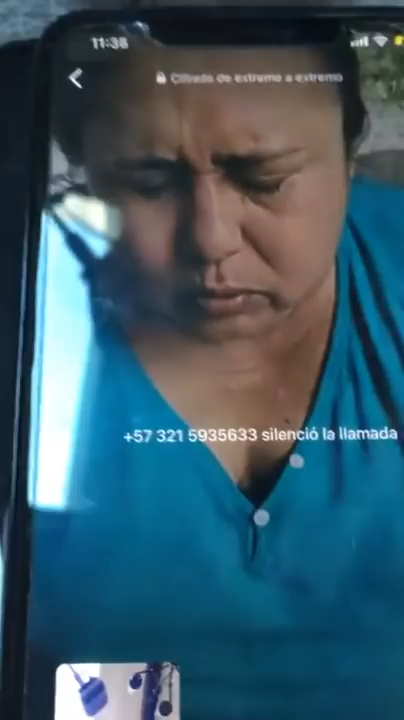 11:38
Cifrado de extremo a extremo
+57 321 5935633 silenció la llamada